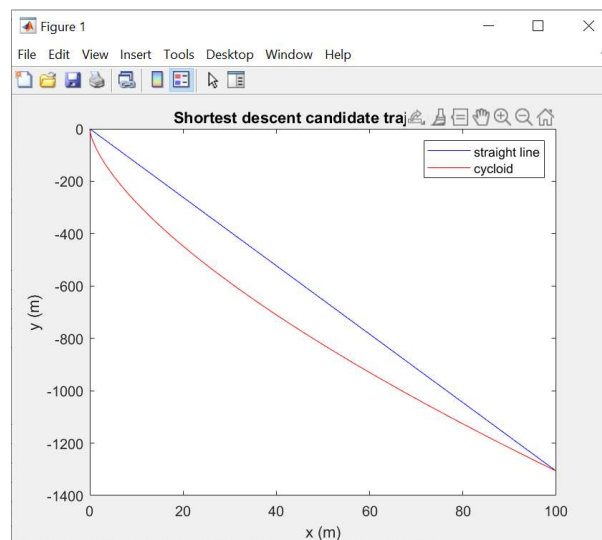 Figure 1
File Edit View Insert Tools Desktop Window Help
Shortest descent candidate traj
0
-200
-400
-600
-800
-1000
-1200
-1400
y (m)
straight line
cycloid
0 20 40 60 80 100
x (m)